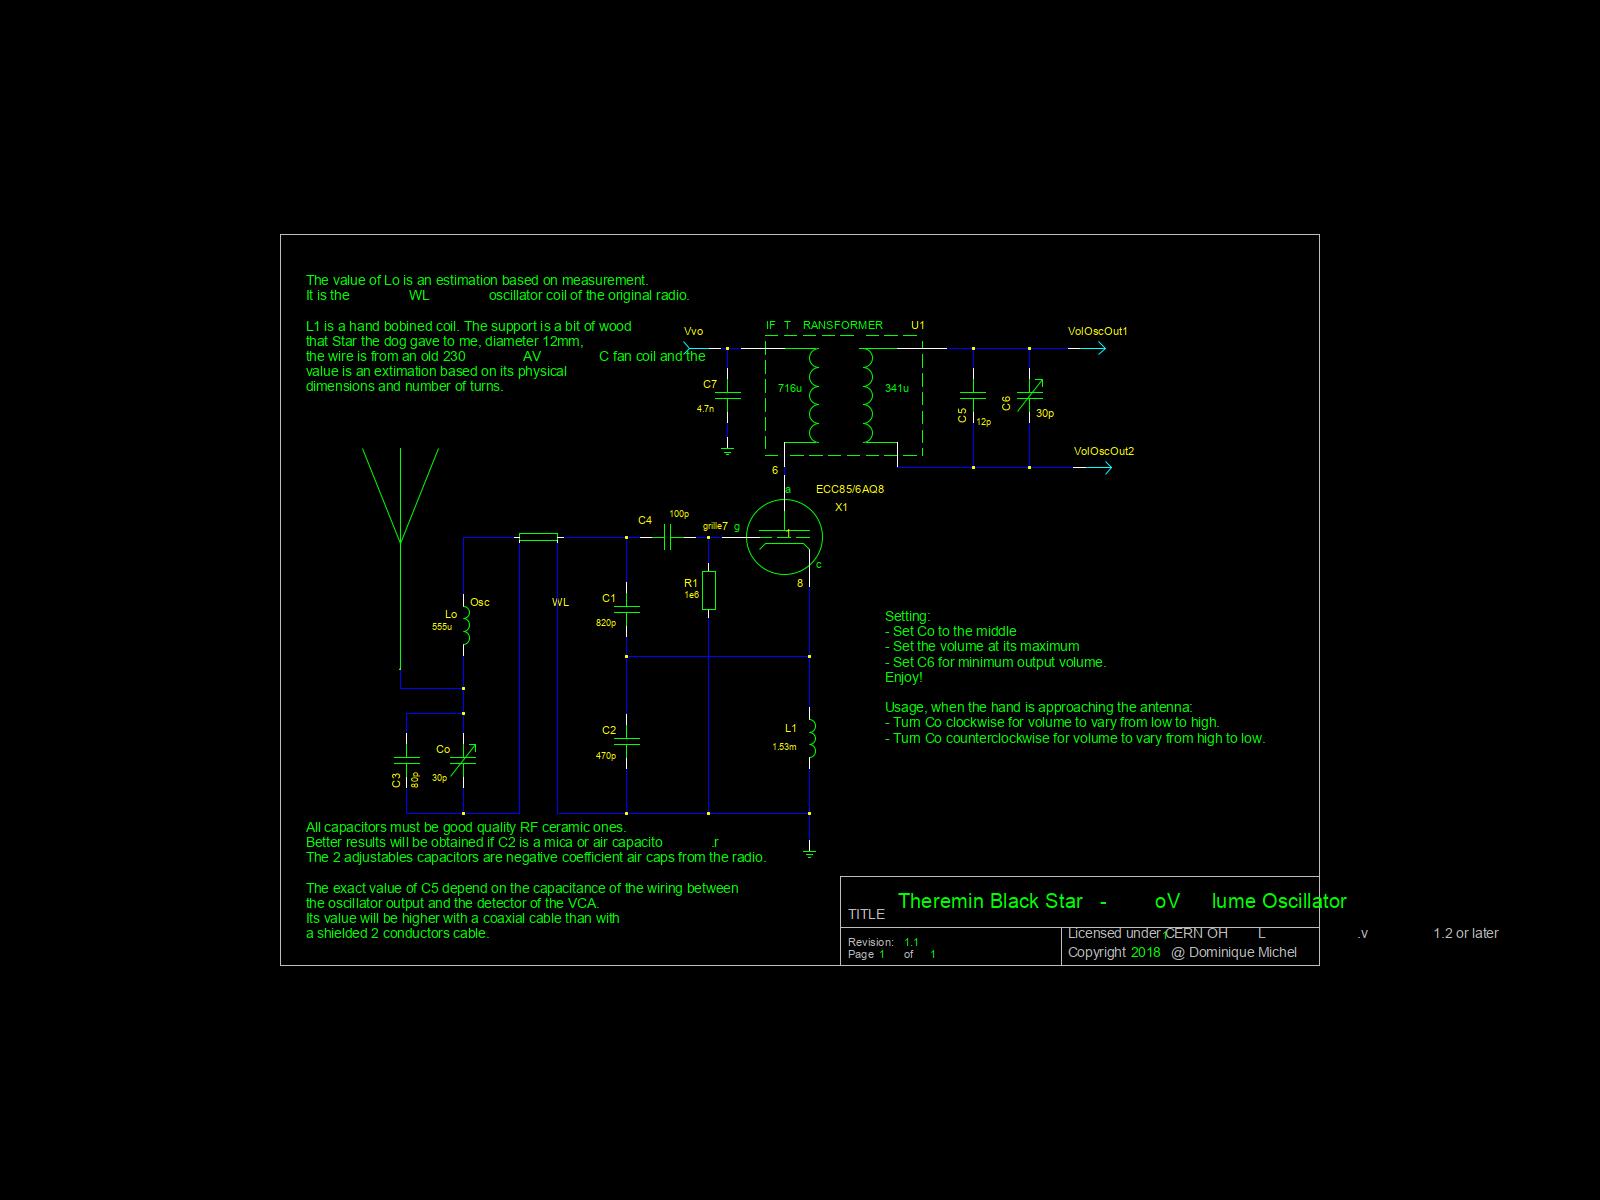 The value of Lo is an estimation based on measurement.
It is the WL oscillator coil of the original radio.
L1 is a hand bobined coil. The support is a bit of wood
that Star the dog gave to me, diameter 12mm,
the wire is from an old 230 AV C fan coil and the
value is an extimation based on its physical
dimensions and number of turns.
Vvo
IF T RANSFORMER U1
VolOscOut1
C7
4.7n
716u
341u
C5
12p
C6
30p
VolOscOut2
6
a
ECC85/6AQ8
X1
C4
100p
grille7 g
1
c
8
R1
1e6
Osc
WL
Lo
555u
C1
820p
Setting:
- Set Co to the middle
- Set the volume at its maximum
- Set C6 for minimum output volume.
Enjoy!
Usage, when the hand is approaching the antenna:
- Turn Co clockwise for volume to vary from low to high.
- Turn Co counterclockwise for volume to vary from high to low.
C2
470p
L1
1.53m
C3
80p
Co
30p
All capacitors must be good quality RF ceramic ones.
Better results will be obtained if C2 is a mica or air capacito .r
The 2 adjustables capacitors are negative coefficient air caps from the radio.
The exact value of C5 depend on the capacitance of the wiring between
the oscillator output and the detector of the VCA.
Its value will be higher with a coaxial cable than with
a shielded 2 conductors cable.
TITLE
Theremin Black Star - oV lume Oscillator
Revision: 1.1
Page 1 of 1
Licensed under CERN OH L .v 1.2 or later
1
Copyright 2018 @ Dominique Michel